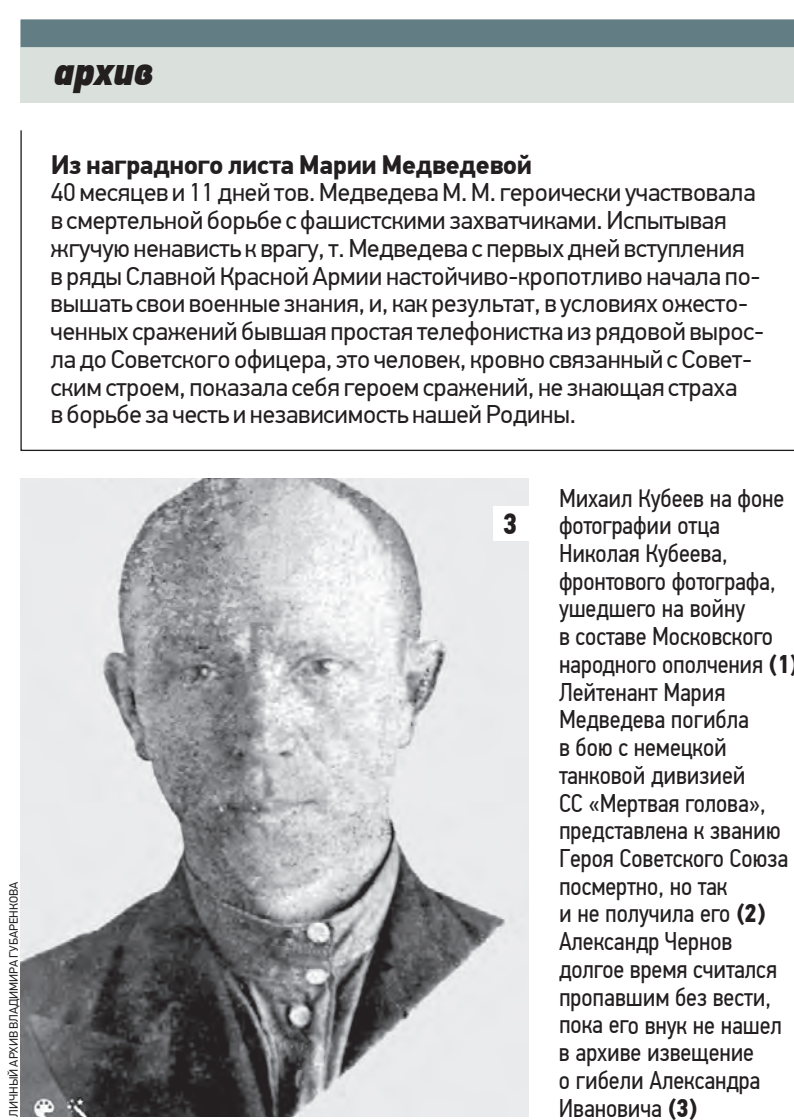 архив
Из наградного листа Марии Медведевой
40 месяцев и 11 дней тов. Медведева М. М. героически участвовала
в смертельной борьбе с фашистскими захватчиками. Испытывая
жгучую ненависть к врагу, т. Медведева с первых дней вступления
в ряды Славной Красной Армии настойчиво-кропотливо начала по-
вышать свои военные знания, и, как результат, в условиях ожесто-
ченных сражений бывшая простая телефонистка из рядовой вырос-
ла до Советского офицера, это человек, кровно связанный с Совет-
ским строем, показала себя героем сражений, не знающая страха
в борьбе за честь и независимость нашей Родины.
3
ЛИЧНЫЙ АРХИВ ВЛАДИМИРА ГУБАРЕНКОВА
Михаил Кубеев на фоне
фотографии отца
Николая Кубеева,
фронтового фотографа,
ушедшего на войну
в составе Московского
народного ополчения (1)
Лейтенант Мария
Медведева погибла
в бою с немецкой
танковой дивизией
СС «Мертвая голова»,
представлена к званию
Героя Советского Союза
посмертно, но так
и не получила его (2)
Александр Чернов
долгое время считался
пропавшим без вести,
пока его внук не нашел
в архиве извещение
о гибели Александра
Ивановича (3)